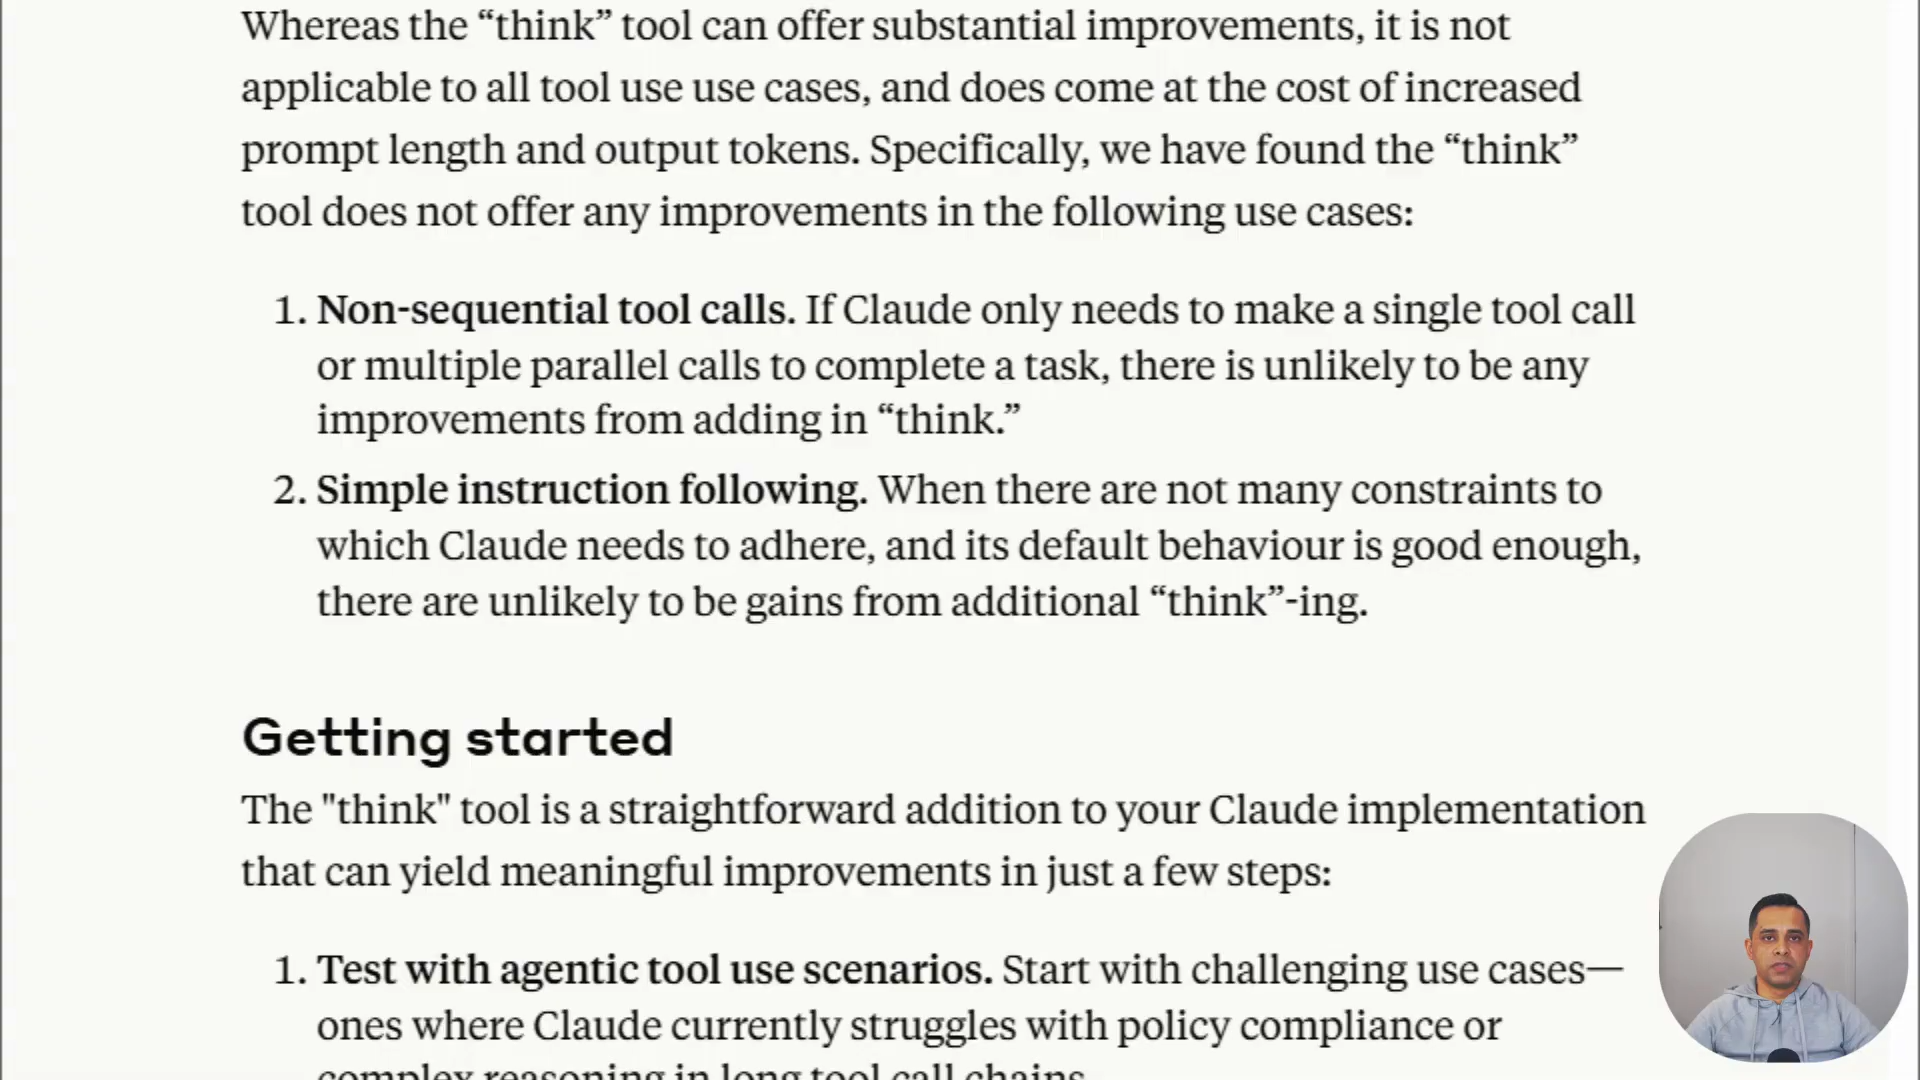 Whereas the “think” tool can offer substantial improvements, it is not
applicable to all tool use use cases, and does come at the cost of increased
prompt length and output tokens. Specifically, we have found the “think”
tool does not offer any improvements in the following use cases:
1. Non-sequential tool calls. If Claude only needs to make a single tool call
or multiple parallel calls to complete a task, there is unlikely to be any
improvements from adding in “think.”
2. Simple instruction following. When there are not many constraints to
which Claude needs to adhere, and its default behaviour is good enough,
there are unlikely to be gains from additional “think”-ing.
Getting started
The "think" tool is a straightforward addition to your Claude implementation
that can yield meaningful improvements in just a few steps:
1. Test with agentic tool use scenarios. Start with challenging use cases—
ones where Claude currently struggles with policy compliance or
complex reasoning in long tool call chains.